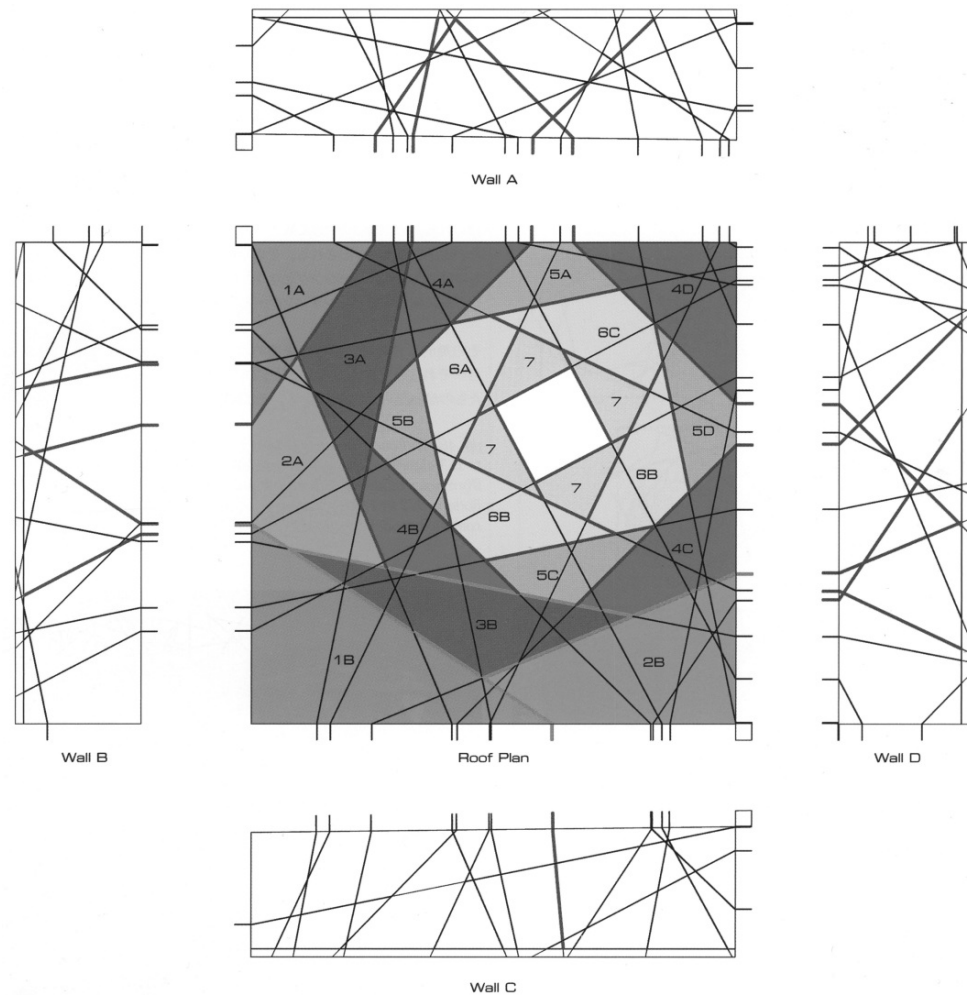 Wall A
1A
4A
5A
4D
6C
3A
6A
7
7
5B
5D
2A
7
6B
7
6B
4B
4C
5C
3B
1B
2B
Wall B
Roof Plan
Wall D
Wall C